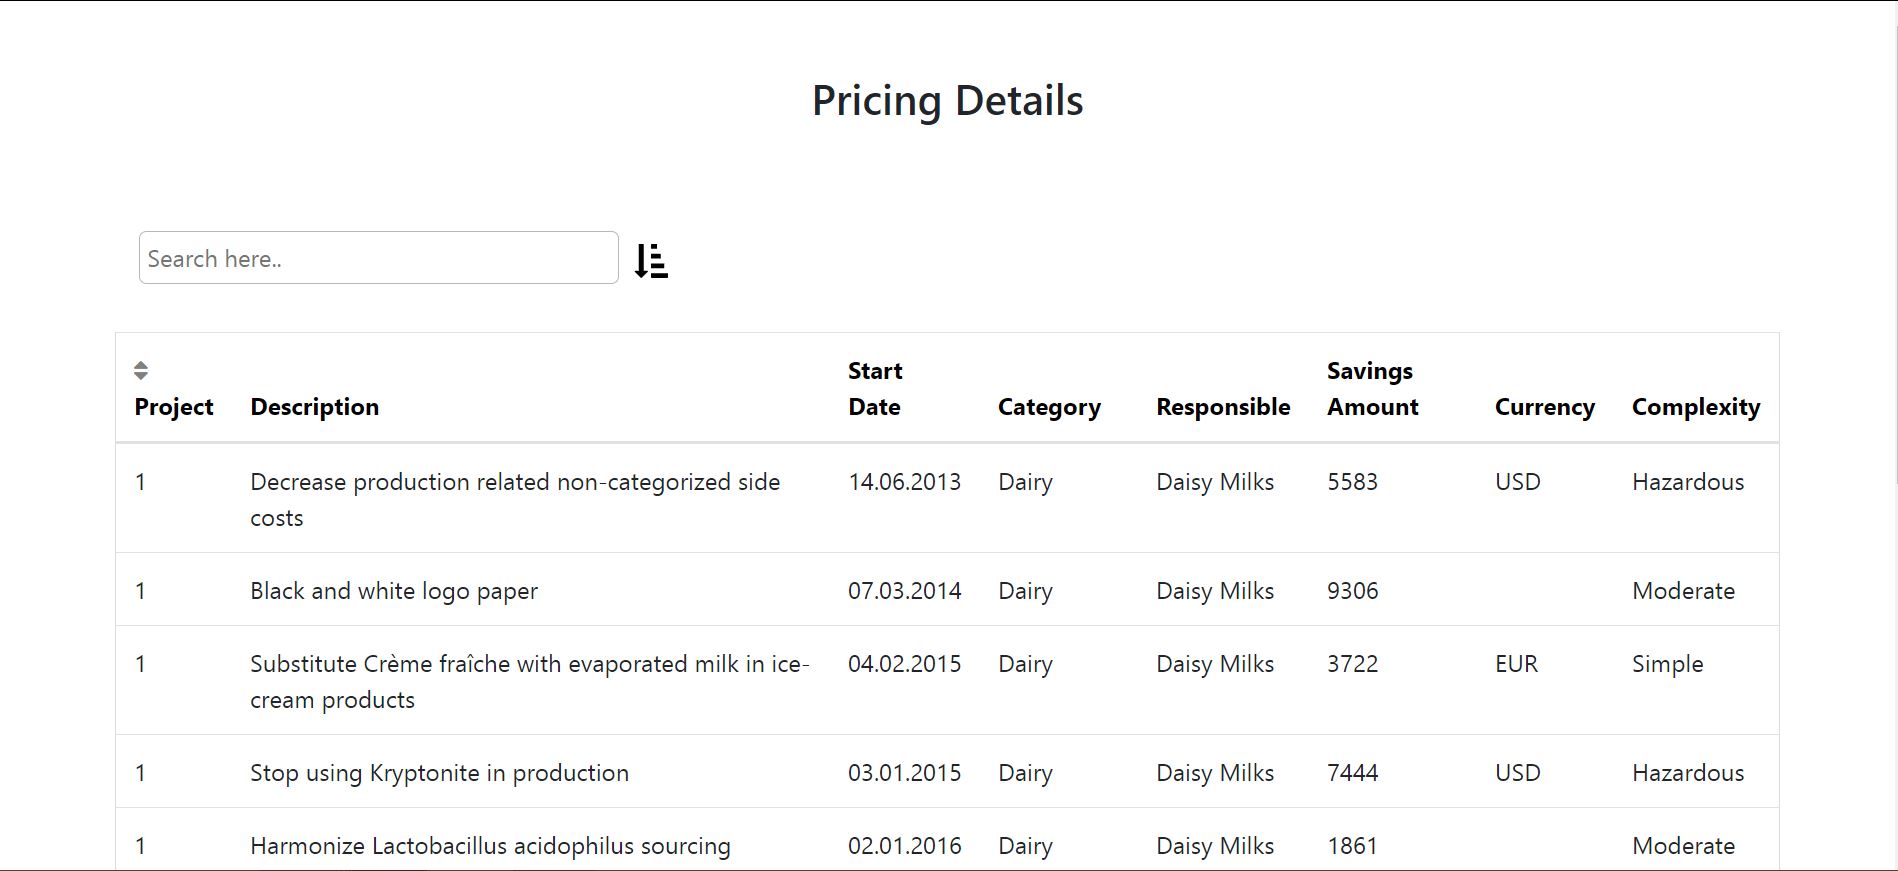 Pricing Details
Search here..
Project Description Start Date Category Responsible Savings Amount Currency Complexity
1 Decrease production related non-categorized side costs 14.06.2013 Dairy Daisy Milks 5583 USD Hazardous
1 Black and white logo paper 07.03.2014 Dairy Daisy Milks 9306 Moderate
1 Substitute Crème fraîche with evaporated milk in ice-cream products 04.02.2015 Dairy Daisy Milks 3722 EUR Simple
1 Stop using Kryptonite in production 03.01.2015 Dairy Daisy Milks 7444 USD Hazardous
1 Harmonize Lactobacillus acidophilus sourcing 02.01.2016 Dairy Daisy Milks 1861 Moderate